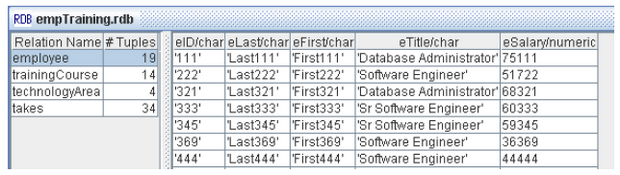 RDB empTraining.rdb
Relation Name # Tuples
employee 19
trainingCourse 14
technologyArea 4
takes 34
eID/char eLast/char eFirst/char eTitle/char eSalary/numeric
'111' 'Last111' 'First111' 'Database Administrator' 75111
'222' 'Last222' 'First222' 'Software Engineer' 51722
'321' 'Last321' 'First321' 'Database Administrator' 68321
'333' 'Last333' 'First333' 'Sr Software Engineer' 60333
'345' 'Last345' 'First345' 'Sr Software Engineer' 59345
'369' 'Last369' 'First369' 'Software Engineer' 36369
'444' 'Last444' 'First444' 'Software Engineer' 44444